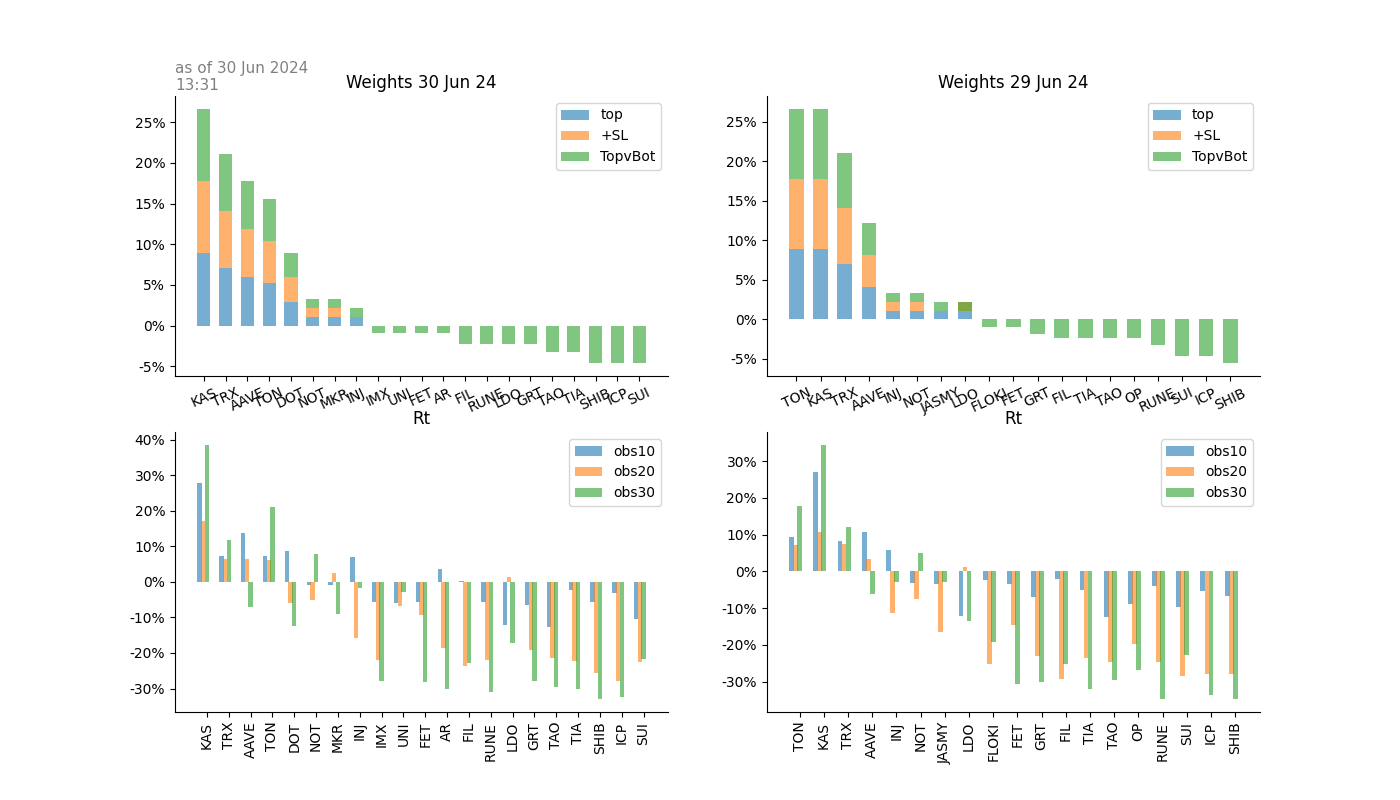 as of 30 Jun 2024
13:31
Weights 30 Jun 24
25%
20%
15%
10%
5%
0%
-5%
top
+SL
TopvBot
KAS TRX AAVE TON DOT NOT MKR INJ IMX UNI FET AR FIL RUNE LDO GRT TAO TIA SHIB ICP SUI
Weights 29 Jun 24
25%
20%
15%
10%
5%
0%
-5%
top
+SL
TopvBot
TON KAS TRX AAVE INJ NOT JASMY LDO FLOKI FET GRT FIL TIA TAO OP RUNE SUI ICP SHIB
Rt
40%
30%
20%
10%
0%
-10%
-20%
-30%
obs10
obs20
obs30
KAS TRX AAVE TON DOT NOT MKR INJ IMX UNI FET AR FIL RUNE LDO GRT TAO TIA SHIB ICP SUI
Rt
30%
20%
10%
0%
-10%
-20%
-30%
obs10
obs20
obs30
TON KAS TRX AAVE INJ NOT JASMY LDO FLOKI FET GRT FIL TIA TAO OP RUNE SUI ICP SHIB